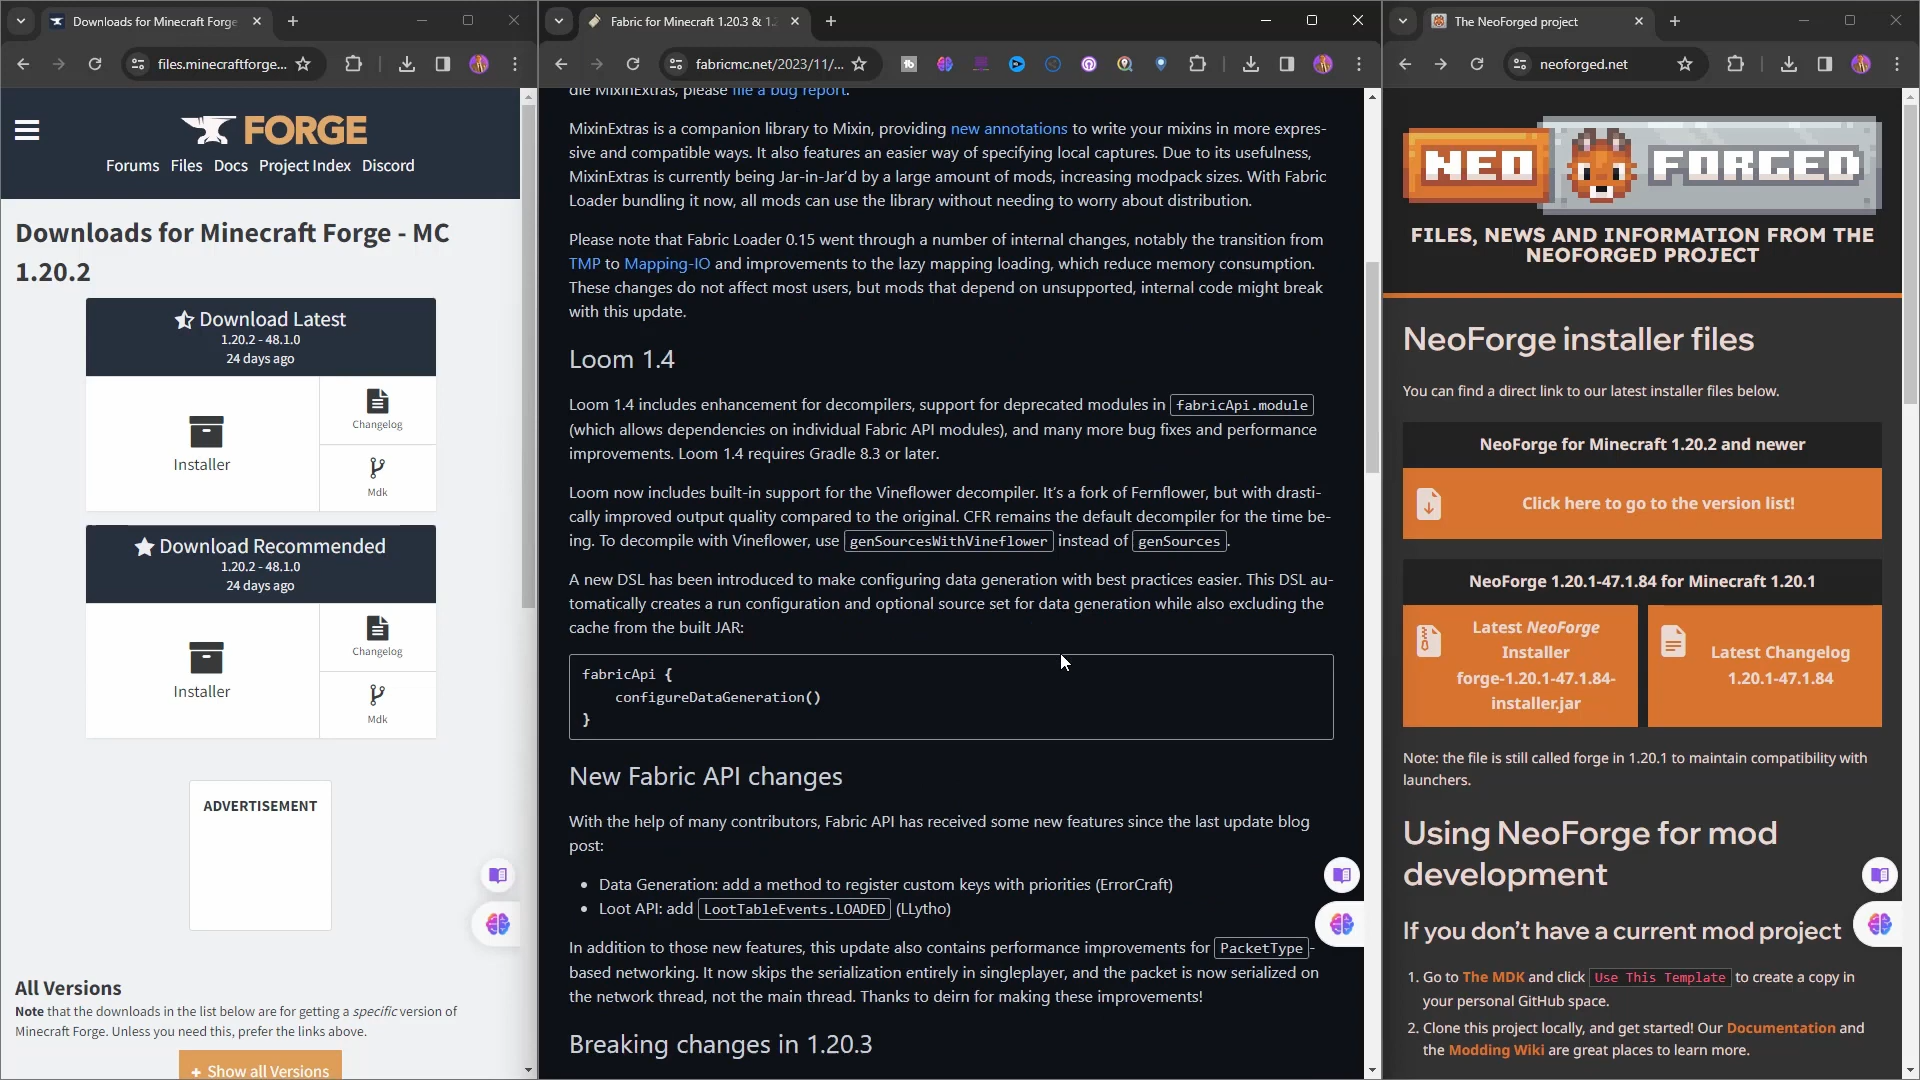 Downloads for Minecraft Forge
files.minecraftforge...
FORGE
Forums Files Docs Project Index Discord
Downloads for Minecraft Forge - MC
1.20.2
Download Latest
1.20.2 - 48.1.0
24 days ago
Installer
Changelog
Mdk
Download Recommended
1.20.2 - 48.1.0
24 days ago
Installer
Changelog
Mdk
ADVERTISEMENT
All Versions
Note that the downloads in the list below are for getting a specific version of
Minecraft Forge. Unless you need this, prefer the links above.
+ Show all Versions
Fabric for Minecraft 1.20.3 & 1.
fabricmc.net/2023/11/...
dle MixinExtras, please file a bug report.
MixinExtras is a companion library to Mixin, providing new annotations to write your mixins in more expres-
sive and compatible ways. It also features an easier way of specifying local captures. Due to its usefulness,
MixinExtras is currently being Jar-in-Jar’d by a large amount of mods, increasing modpack sizes. With Fabric
Loader bundling it now, all mods can use the library without needing to worry about distribution.
Please note that Fabric Loader 0.15 went through a number of internal changes, notably the transition from
TMP to Mapping-IO and improvements to the lazy mapping loading, which reduce memory consumption.
These changes do not affect most users, but mods that depend on unsupported, internal code might break
with this update.
Loom 1.4
Loom 1.4 includes enhancement for decompilers, support for deprecated modules in fabricApi.module
(which allows dependencies on individual Fabric API modules), and many more bug fixes and performance
improvements. Loom 1.4 requires Gradle 8.3 or later.
Loom now includes built-in support for the Vineflower decompiler. It’s a fork of Fernflower, but with drasti-
cally improved output quality compared to the original. CFR remains the default decompiler for the time be-
ing. To decompile with Vineflower, use genSourcesWithVineflower instead of genSources.
A new DSL has been introduced to make configuring data generation with best practices easier. This DSL au-
tomatically creates a run configuration and optional source set for data generation while also excluding the
cache from the built JAR:
fabricApi {
configureDataGeneration()
}
New Fabric API changes
With the help of many contributors, Fabric API has received some new features since the last update blog
post:
• Data Generation: add a method to register custom keys with priorities (ErrorCraft)
• Loot API: add LootTableEvents.LOADED (LLytho)
In addition to those new features, this update also contains performance improvements for PacketType-
based networking. It now skips the serialization entirely in singleplayer, and the packet is now serialized on
the network thread, not the main thread. Thanks to deirn for making these improvements!
Breaking changes in 1.20.3
The NeoForged project
neoforged.net
NEO FORGED
FILES, NEWS AND INFORMATION FROM THE
NEOFORGED PROJECT
NeoForge installer files
You can find a direct link to our latest installer files below.
NeoForge for Minecraft 1.20.2 and newer
Click here to go to the version list!
NeoForge 1.20.1-47.1.84 for Minecraft 1.20.1
Latest NeoForge
Installer
forge-1.20.1-47.1.84-
installer.jar
Latest Changelog
1.20.1-47.1.84
Note: the file is still called forge in 1.20.1 to maintain compatibility with
launchers.
Using NeoForge for mod
development
If you don’t have a current mod project
1. Go to The MDK and click Use This Template to create a copy in
your personal GitHub space.
2. Clone this project locally, and get started! Our Documentation and
the Modding Wiki are great places to learn more.